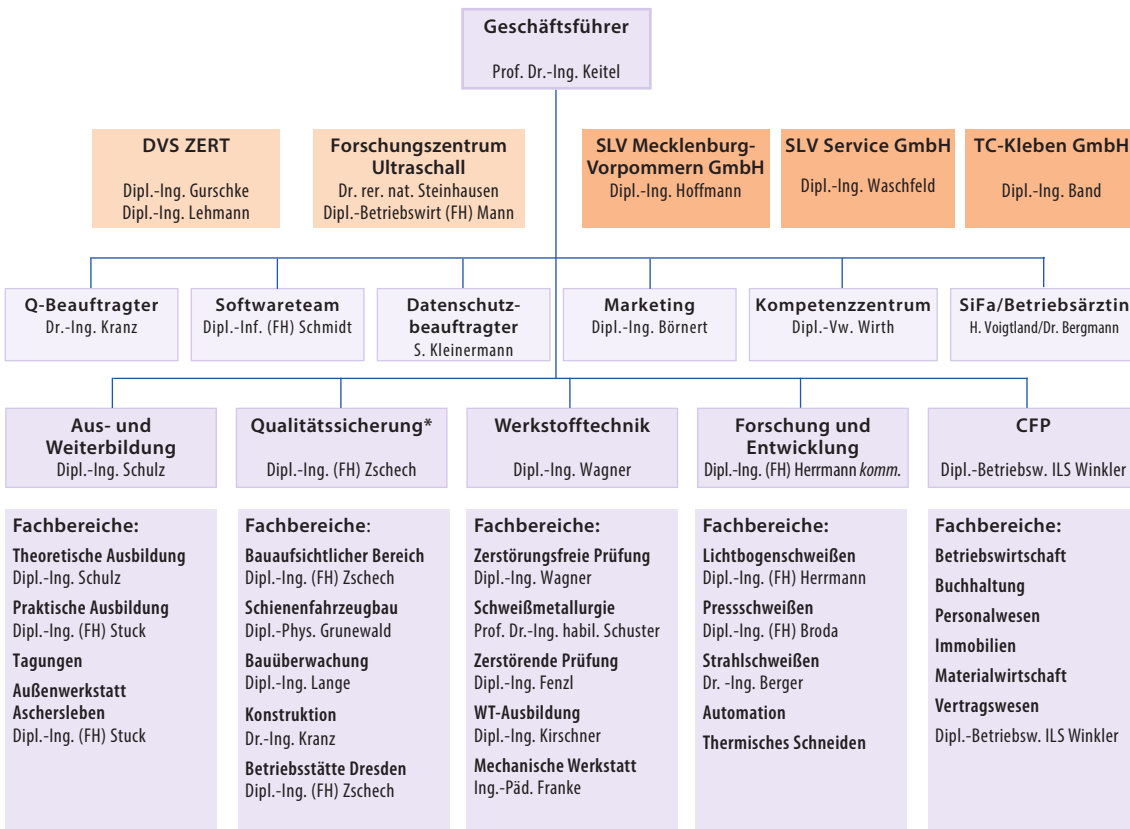 Geschäftsführer
Prof. Dr.-Ing. Keitel
DVS ZERT
Dipl.-Ing. Gurschke
Dipl.-Ing. Lehmann
Forschungszentrum
Ultraschall
Dr. rer. nat. Steinhausen
Dipl.-Betriebswirt (FH) Mann
SLV Mecklenburg-
Vorpommern GmbH
Dipl.-Ing. Hoffmann
SLV Service GmbH
Dipl.-Ing. Waschfeld
TC-Kleben GmbH
Dipl.-Ing. Band
Q-Beauftragter
Dr.-Ing. Kranz
Softwareteam
Dipl.-Inf. (FH) Schmidt
Datenschutz-
beauftragter
S. Kleinermann
Marketing
Dipl.-Ing. Börnert
Kompetenzzentrum
Dipl.-Vw. Wirth
SiFa/Betriebsärztin
H. Voigtland/Dr. Bergmann
Aus- und
Weiterbildung
Dipl.-Ing. Schulz
Qualitätssicherung*
Dipl.-Ing. (FH) Zschech
Werkstofftechnik
Dipl.-Ing. Wagner
Forschung und
Entwicklung
Dipl.-Ing. (FH) Herrmann komm.
CFP
Dipl.-Betriebsw. ILS Winkler
Fachbereiche:
Theoretische Ausbildung
Dipl.-Ing. Schulz
Praktische Ausbildung
Dipl.-Ing. (FH) Stuck
Tagungen
Außenwerkstatt
Aschersleben
Dipl.-Ing. (FH) Stuck
Fachbereiche:
Bauaufsichtlicher Bereich
Dipl.-Ing. (FH) Zschech
Schienenfahrzeugbau
Dipl.-Phys. Grunewald
Bauüberwachung
Dipl.-Ing. Lange
Konstruktion
Dr.-Ing. Kranz
Betriebsstätte Dresden
Dipl.-Ing. (FH) Zschech
Fachbereiche:
Zerstörungsfreie Prüfung
Dipl.-Ing. Wagner
Schweißmetallurgie
Prof. Dr.-Ing. habil. Schuster
Zerstörende Prüfung
Dipl.-Ing. Fenzl
WT-Ausbildung
Dipl.-Ing. Kirschner
Mechanische Werkstatt
Ing.-Päd. Franke
Fachbereiche:
Lichtbogenschweißen
Dipl.-Ing. (FH) Herrmann
Pressschweißen
Dipl.-Ing. (FH) Broda
Strahlschweißen
Dr. -Ing. Berger
Automation
Thermisches Schneiden
Fachbereiche:
Betriebswirtschaft
Buchhaltung
Personalwesen
Immobilien
Materialwirtschaft
Vertragswesen
Dipl.-Betriebsw. ILS Winkler